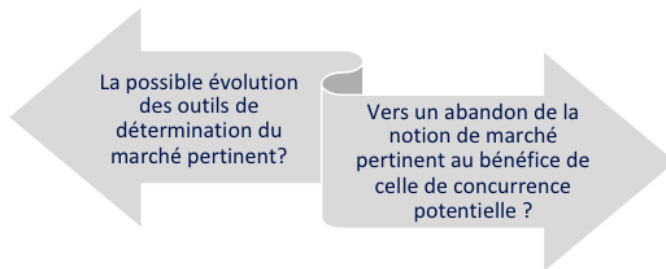 La possible évolution
des outils de
détermination du
marché pertinent?
Vers un abandon de la
notion de marché
pertinent au bénéfice de
celle de concurrence
potentielle ?